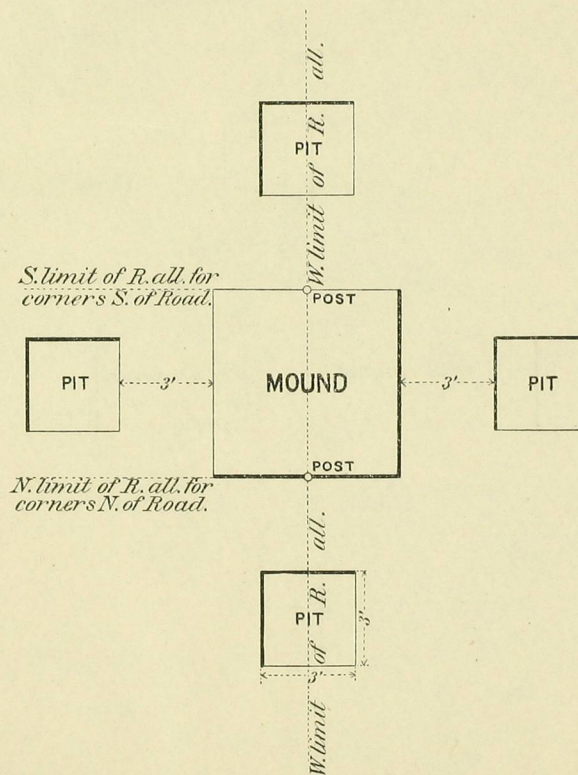 W. limit of R. all.
PIT
S. limit of R. all. for
corners S. of Road.
POST
PIT
3'
MOUND
3'
PIT
POST
N. limit of R. all. for
corners N. of Road.
W. limit of R. all.
PIT
3'
3'